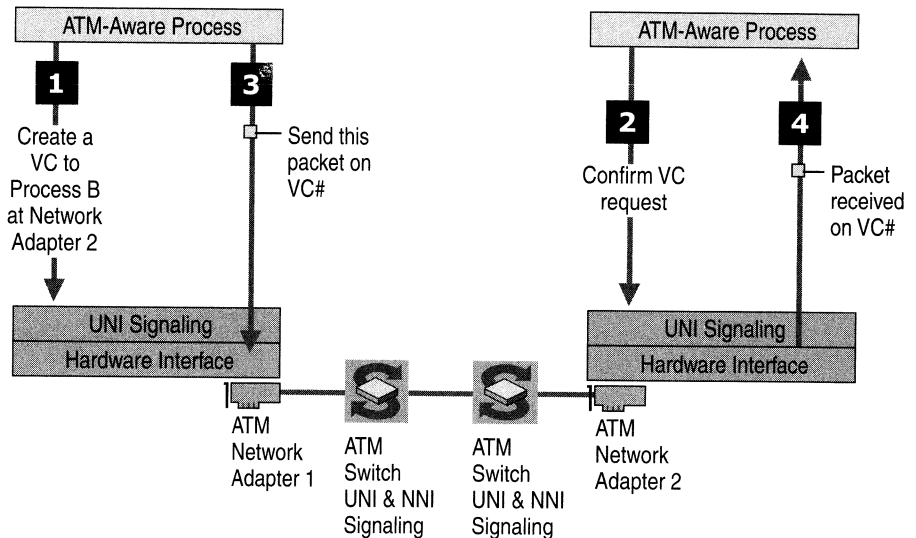 ATM-Aware Process
1
3
Create a
VC to
Process B
at Network
Adapter 2
Send this
packet on
VC#
UNI Signaling
Hardware Interface
ATM
Network
Adapter 1
ATM
Switch
UNI & NNI
Signaling
ATM
Switch
UNI & NNI
Signaling
ATM-Aware Process
2
4
Confirm VC
request
Packet
received
on VC#
UNI Signaling
Hardware Interface
ATM
Network
Adapter 2